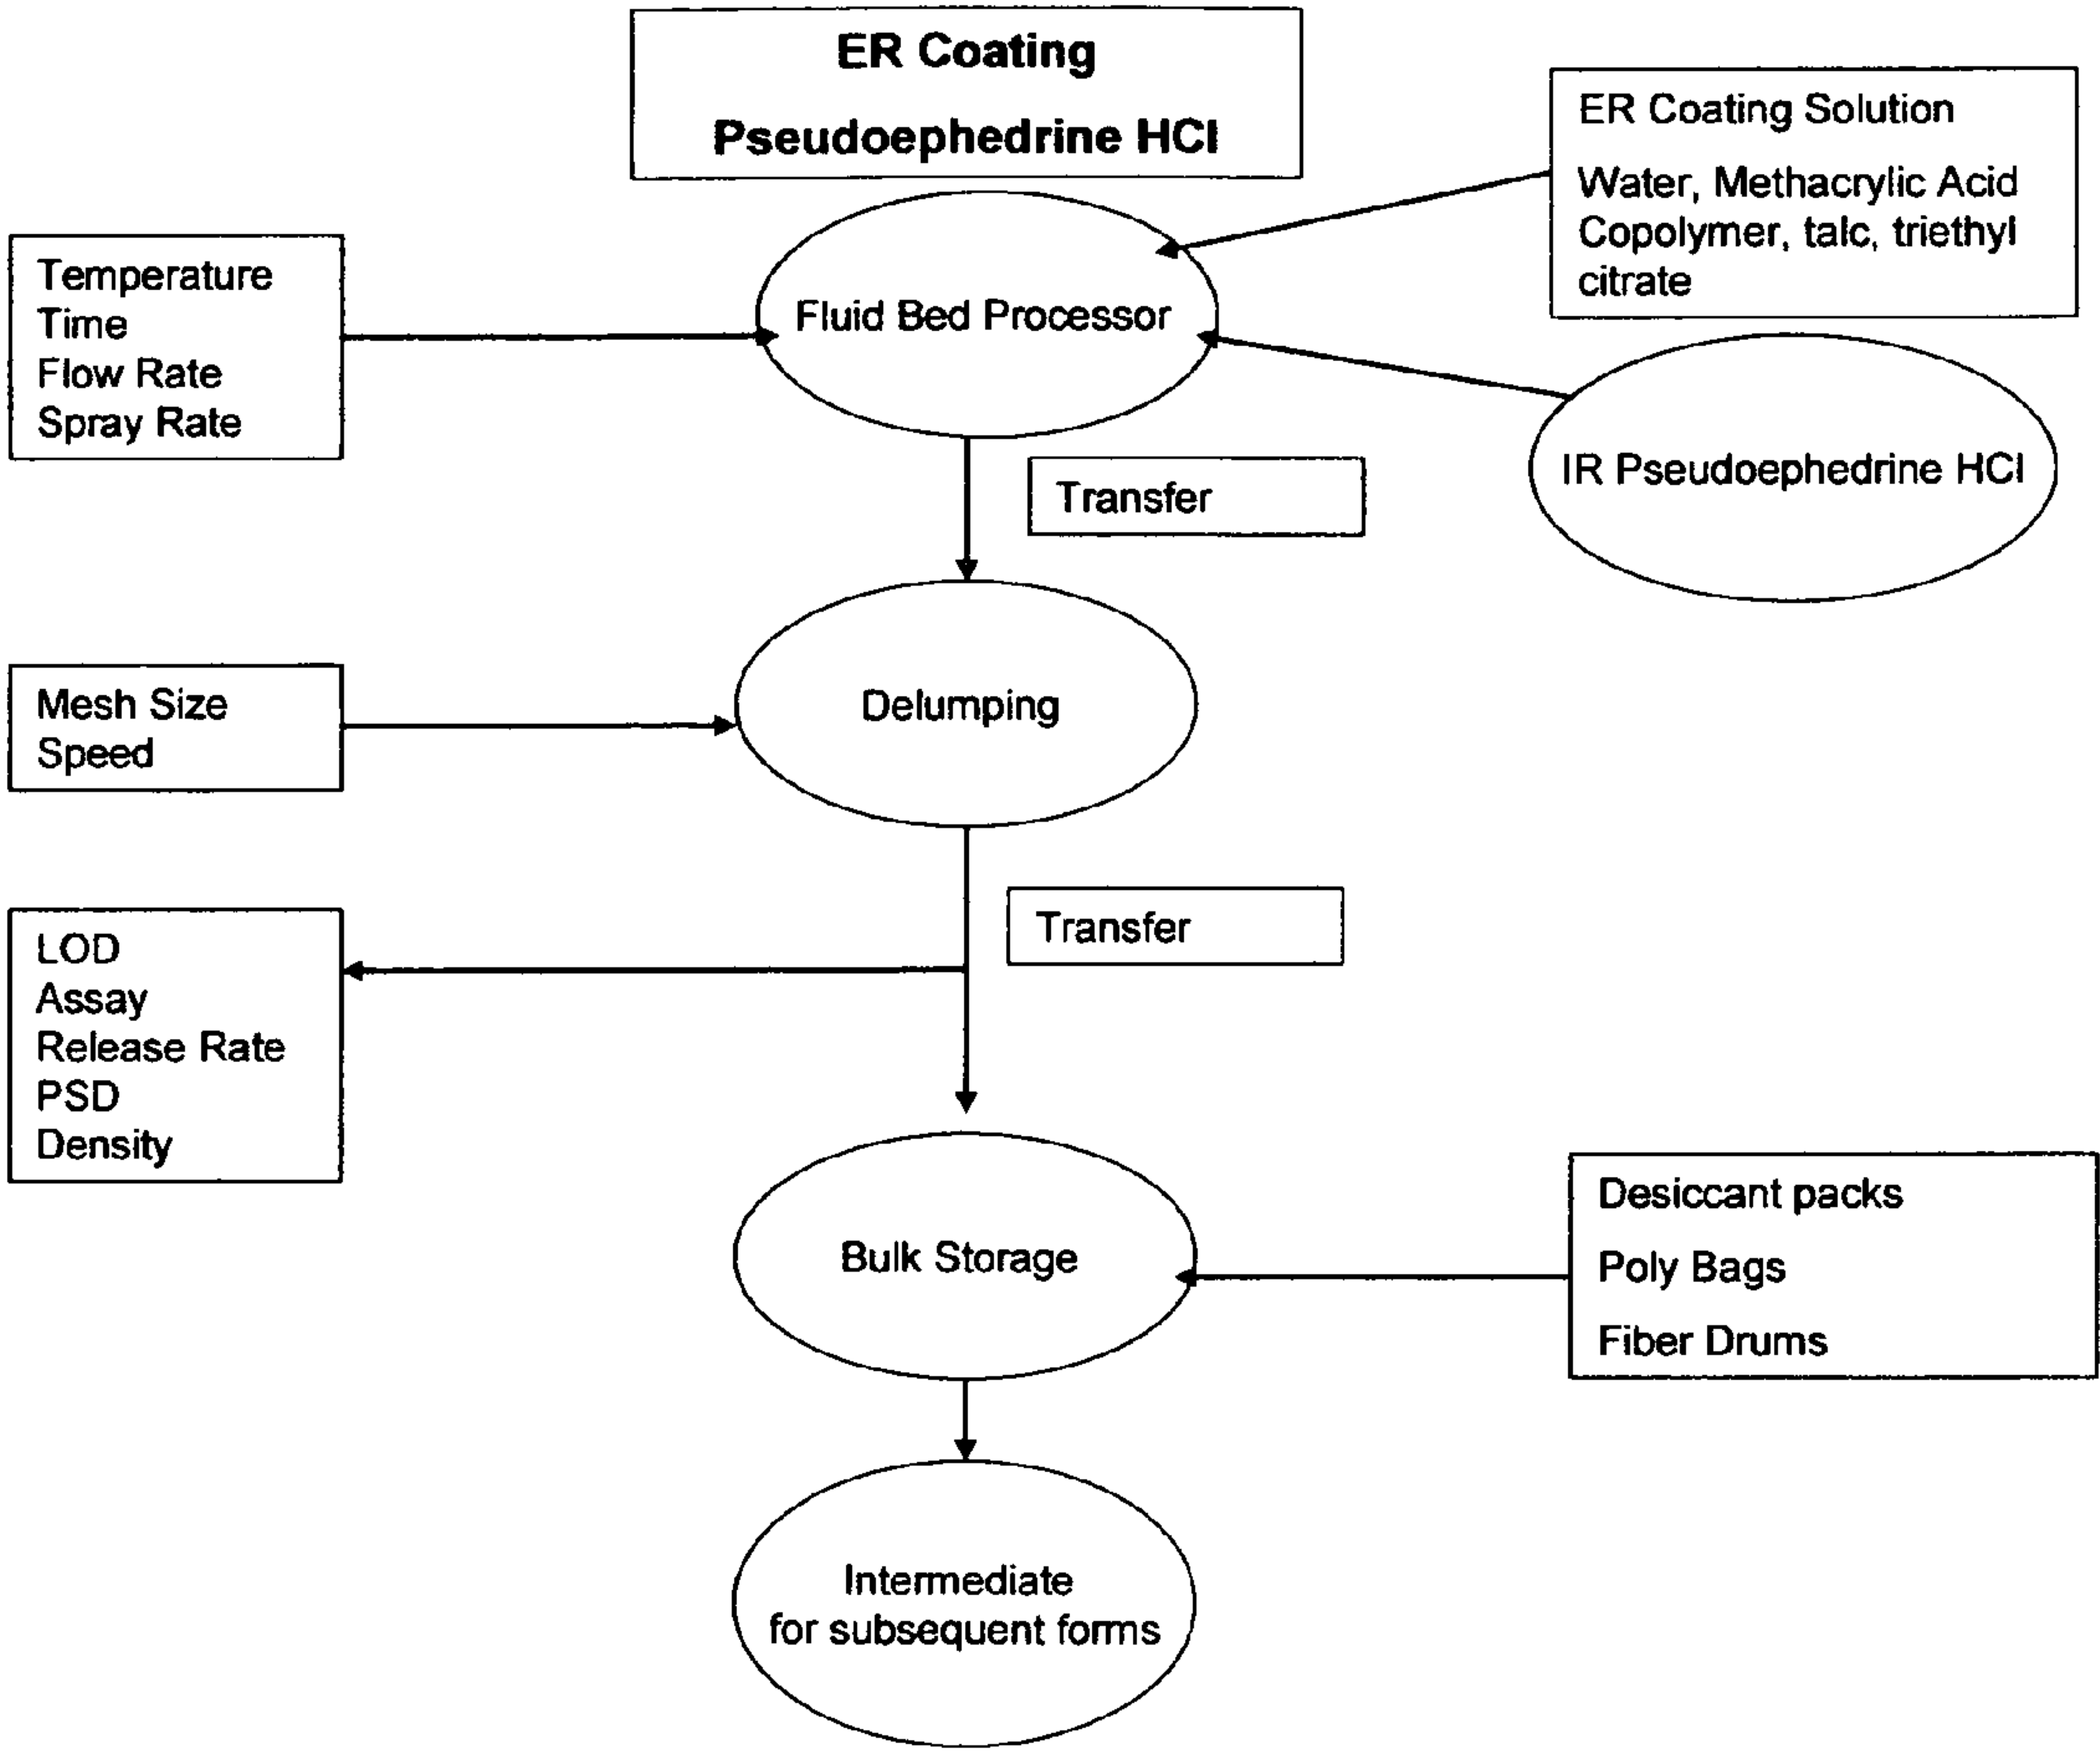 ER Coating
Pseudoephedrine HCl
ER Coating Solution
Water, Methacrylic Acid
Copolymer, talc, triethyl
citrate
Temperature
Time
Flow Rate
Spray Rate
Fluid Bed Processor
IR Pseudoephedrine HCl
Transfer
Mesh Size
Speed
Delumping
Transfer
LOD
Assay
Release Rate
PSD
Density
Bulk Storage
Desiccant packs
Poly Bags
Fiber Drums
Intermediate
for subsequent forms